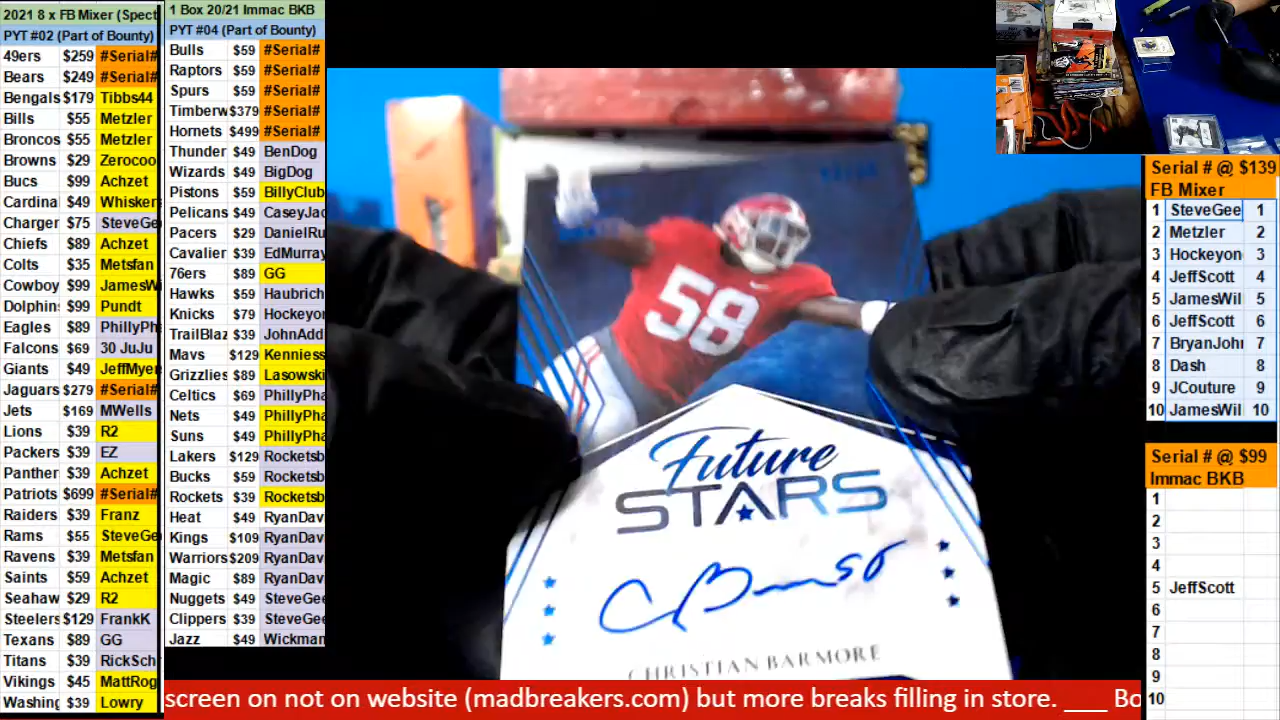 2021 8 x FB Mixer (Spect
PYT #02 (Part of Bounty)
49ers $259 #Serial#
Bears $249 #Serial#
Bengals $179 Tibbs44
Bills $55 Metzler
Broncos $55 Metzler
Browns $29 Zerocoo
Bucs $99 Achzet
Cardina $49 Whisker
Charger $75 SteveGe
Chiefs $89 Achzet
Colts $35 Metsfan
Cowboy $99 JamesW
Dolphin $99 Pundt
Eagles $89 PhillyPh
Falcons $69 30 JuJu
Giants $49 JeffMyer
Jaguars $279 #Serial#
Jets $169 MWells
Lions $39 R2
Packers $39 EZ
Panther $39 Achzet
Patriots $699 #Serial#
Raiders $39 Franz
Rams $55 SteveGe
Ravens $39 Metsfan
Saints $59 Achzet
Seahaw $29 R2
Steelers $129 FrankK
Texans $89 GG
Titans $39 RickSch
Vikings $45 MattRog
Washing $39 Lowry
1 Box 20/21 Immac BKB
PYT #04 (Part of Bounty)
Bulls $59 #Serial#
Raptors $59 #Serial#
Spurs $59 #Serial#
Timberw $379 #Serial#
Hornets $499 #Serial#
Thunder $49 BenDog
Wizards $49 BigDog
Pistons $59 BillyClub
Pelicans $49 CaseyJac
Pacers $29 DanielRu
Cavalier $39 EdMurray
76ers $89 GG
Hawks $59 Haubrich
Knicks $79 Hockeyor
TrailBlaz $39 JohnAdd
Mavs $129 Kenniess
Grizzlies $89 Lasowski
Celtics $69 PhillyPha
Nets $49 PhillyPha
Suns $49 PhillyPha
Lakers $129 Rocketsb
Bucks $59 Rocketsb
Rockets $39 Rocketsb
Heat $49 RyanDav
Kings $109 RyanDav
Warriors $209 RyanDav
Magic $89 RyanDav
Nuggets $49 SteveGee
Clippers $39 SteveGee
Jazz $49 Wickman
58
Future
STARS
CHRISTIAN BARMORE
Serial # @ $139
FB Mixer
1 SteveGee 1
2 Metzler 2
3 Hockeyon 3
4 JeffScott 4
5 JamesWil 5
6 JeffScott 6
7 BryanJohn 7
8 Dash 8
9 JCouture 9
10 JamesWil 10
Serial # @ $99
Immac BKB
1
2
3
4
5 JeffScott
6
7
8
9
10
screen on not on website (madbreakers.com) but more breaks filling in store. ___ Bo